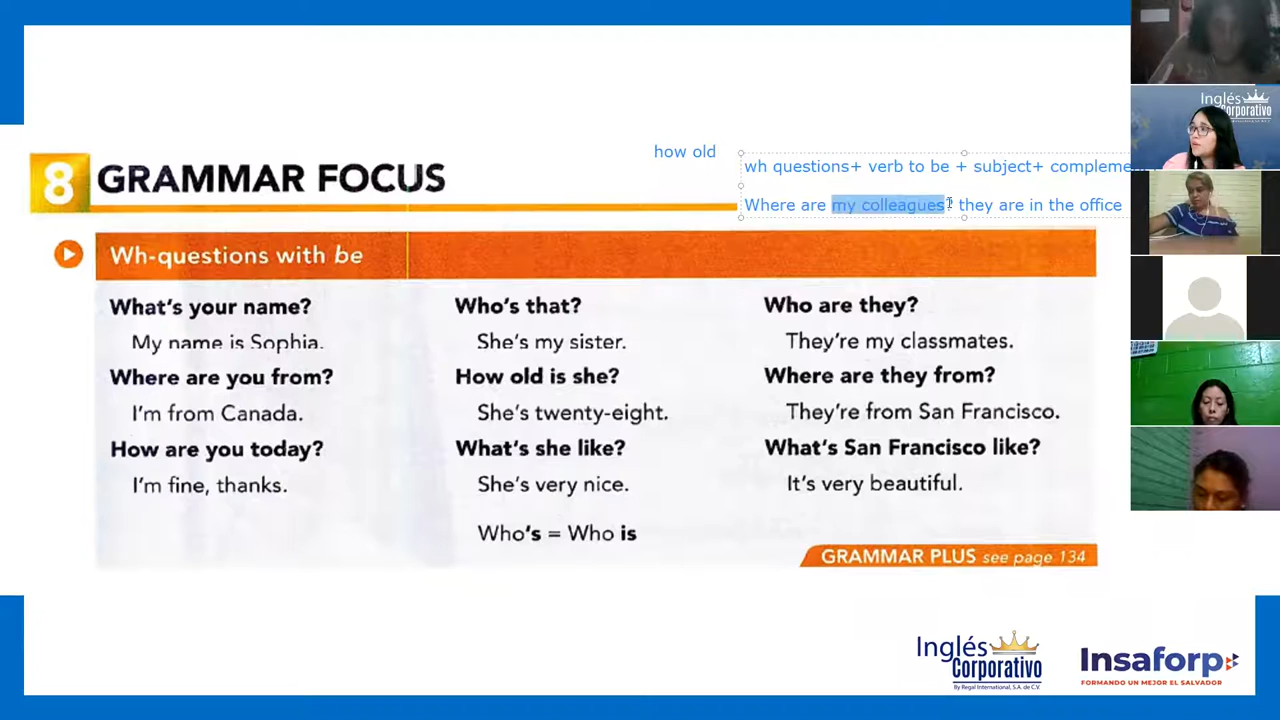 Inglés
Corporativo
how old
wh questions+ verb to be + subject+ complement
Where are my colleagues they are in the office
8 GRAMMAR FOCUS
Wh-questions with be
What's your name?
My name is Sophia.
Where are you from?
I'm from Canada.
How are you today?
I'm fine, thanks.
Who's that?
She's my sister.
How old is she?
She's twenty-eight.
What's she like?
She's very nice.
Who's = Who is
Who are they?
They're my classmates.
Where are they from?
They're from San Francisco.
What's San Francisco like?
It's very beautiful.
GRAMMAR PLUS see page 134
Inglés
Corporativo
By Regal International, S.A. de C.V.
Insaforp
FORMANDO UN MEJOR EL SALVADOR